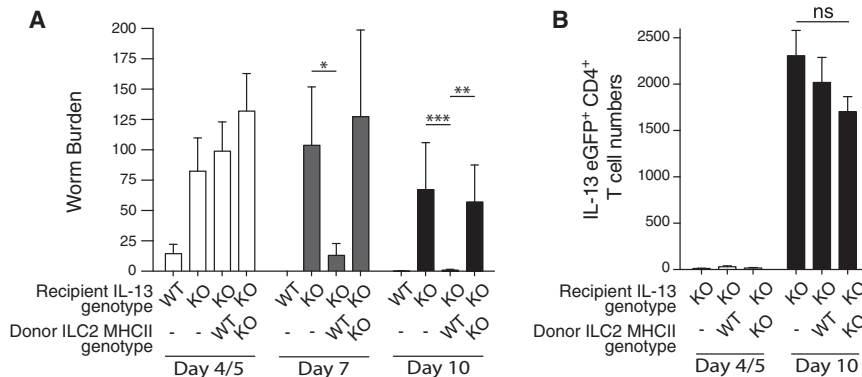 A
Worm Burden
200
175
150
125
100
75
50
25
0
*
***
**
Recipient IL-13 genotype
WT KO KO KO WT KO KO KO WT KO KO KO
Donor ILC2 MHCII genotype
- - WT KO - - WT KO - - WT KO
Day 4/5 Day 7 Day 10
B
IL-13 eGFP+ CD4+
T cell numbers
2500
2000
1500
1000
500
0
ns
Recipient IL-13 genotype
KO KO KO KO KO KO
Donor ILC2 MHCII genotype
- WT KO - WT KO
Day 4/5 Day 10